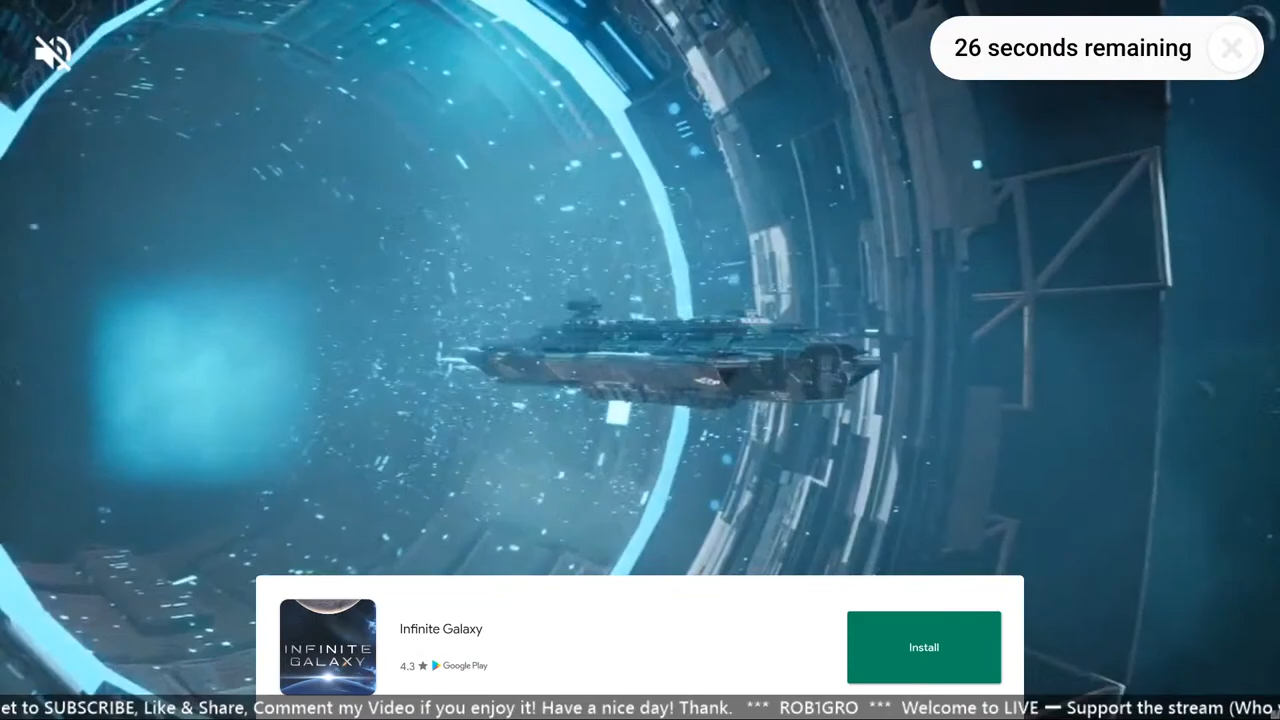 26 seconds remaining
Infinite Galaxy
INFINITE
GALAXY
4.3 ★ Google Play
Install
et to SUBSCRIBE, Like & Share, Comment my Video if you enjoy it! Have a nice day! Thank. *** ROB1GRO *** Welcome to LIVE — Support the stream (Who